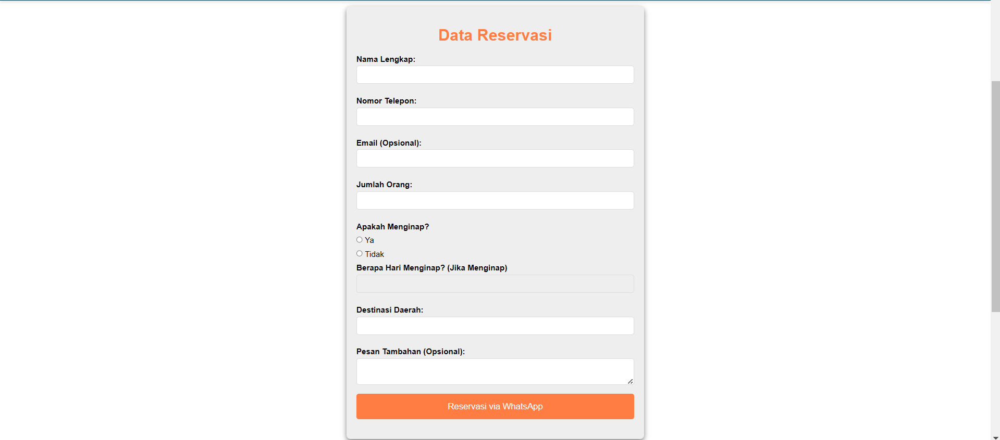 Data Reservasi
Nama Lengkap:
Nomor Telepon:
Email (Opsional):
Jumlah Orang:
Apakah Menginap?
Ya
Tidak
Berapa Hari Menginap? (Jika Menginap)
Destinasi Daerah:
Pesan Tambahan (Opsional):
Reservasi via WhatsApp